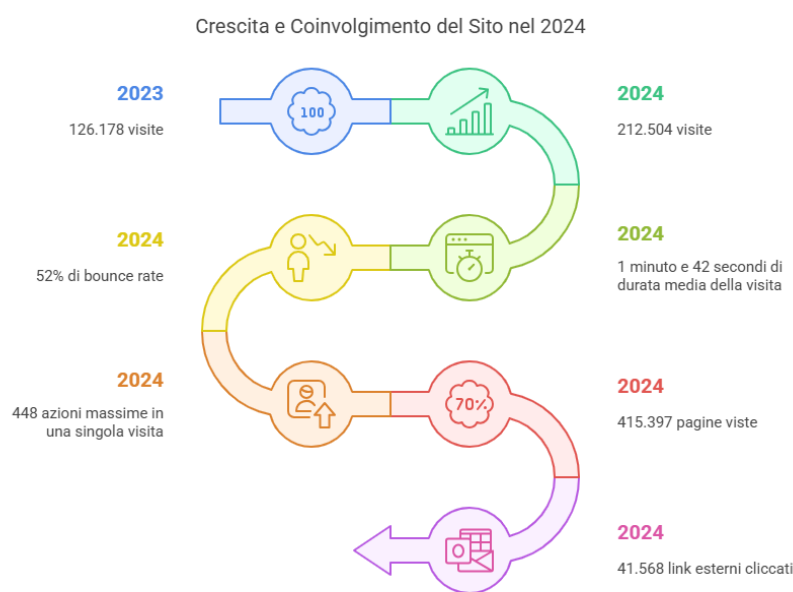 Crescita e Coinvolgimento del Sito nel 2024
2023
126.178 visite
100
2024
212.504 visite
2024
1 minuto e 42 secondi di
durata media della visita
2024
52% di bounce rate
2024
448 azioni massime in
una singola visita
70%
2024
415.397 pagine viste
2024
41.568 link esterni cliccati